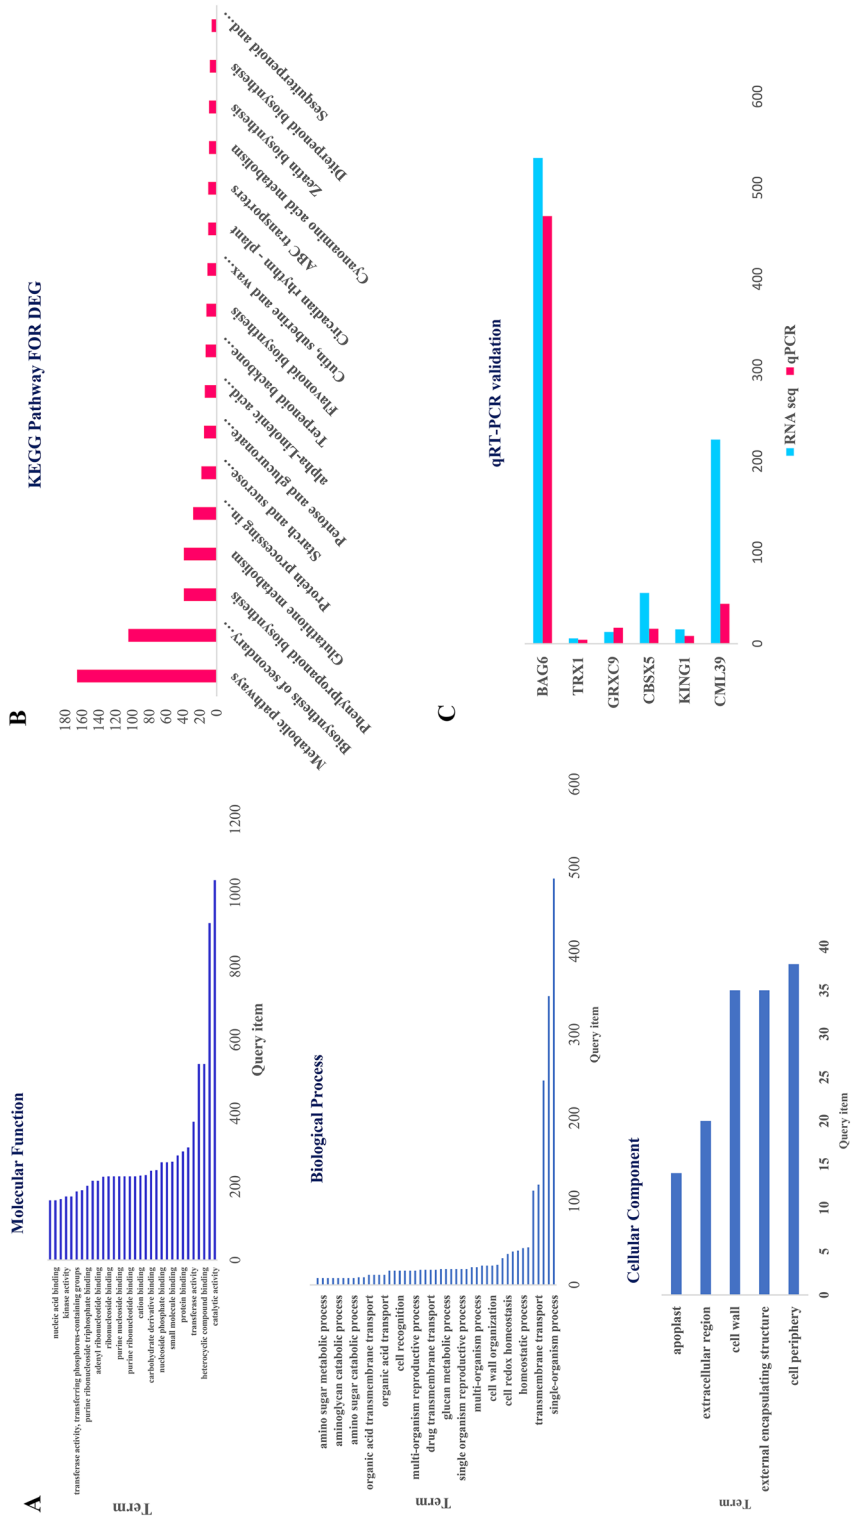 A
Molecular Function
Term
nucleic acid binding
kinase activity
transferase activity, transferring phosphorus-containing groups
purine ribonucleoside triphosphate binding
adenyl ribonucleotide binding
ribonucleoside binding
purine nucleoside binding
purine ribonucleotide binding
cation binding
carbohydrate derivative binding
nucleoside phosphate binding
small molecule binding
protein binding
transferase activity
heterocyclic compound binding
catalytic activity
0 200 400 600 800 1000 1200
Query item
Biological Process
Term
amino sugar metabolic process
aminoglycan catabolic process
amino sugar catabolic process
organic acid transmembrane transport
organic acid transport
cell recognition
multi-organism reproductive process
drug transmembrane transport
glucan metabolic process
single organism reproductive process
multi-organism process
cell wall organization
cell redox homeostasis
homeostatic process
transmembrane transport
single-organism process
0 100 200 300 400 500 600
Query item
Cellular Component
Term
apoplast
extracellular region
cell wall
external encapsulating structure
cell periphery
0 5 10 15 20 25 30 35 40
Query item
B
KEGG Pathway FOR DEG
180
160
140
120
100
80
60
40
20
0
Metabolic pathways
Biosynthesis of secondary…
Phenylpropanoid biosynthesis
Glutathione metabolism
Protein processing in…
Starch and sucrose…
Pentose and glucuronate…
alpha-Linolenic acid…
Terpenoid backbone…
Flavonoid biosynthesis
Cutin, suberine and wax…
Circadian rhythm - plant
ABC transporters
Cyanoamino acid metabolism
Zeatin biosynthesis
Diterpenoid biosynthesis
Sesquiterpenoid and…
C
qRT-PCR validation
BAG6
TRX1
GRXC9
CBSX5
KING1
CML39
0 100 200 300 400 500 600
RNA seq qPCR